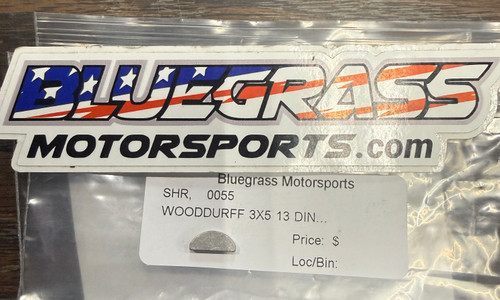 BLUEGRASS
MOTORSPORTS.com
Bluegrass Motorsports
SHR, 0055
WOODDURFF 3X5 13 DIN...
Price: $
Loc/Bin: